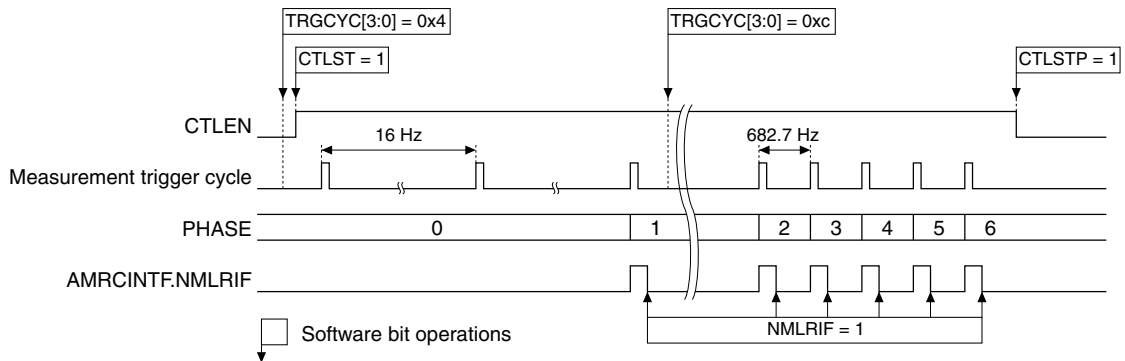 TRGCYC[3:0] = 0x4
TRGCYC[3:0] = 0xc
CTLST = 1
CTLSTP = 1
CTLEN
16 Hz
682.7 Hz
Measurement trigger cycle
PHASE
0
1
2
3
4
5
6
AMRCINTF.NMLRIF
Software bit operations
NMLRIF = 1